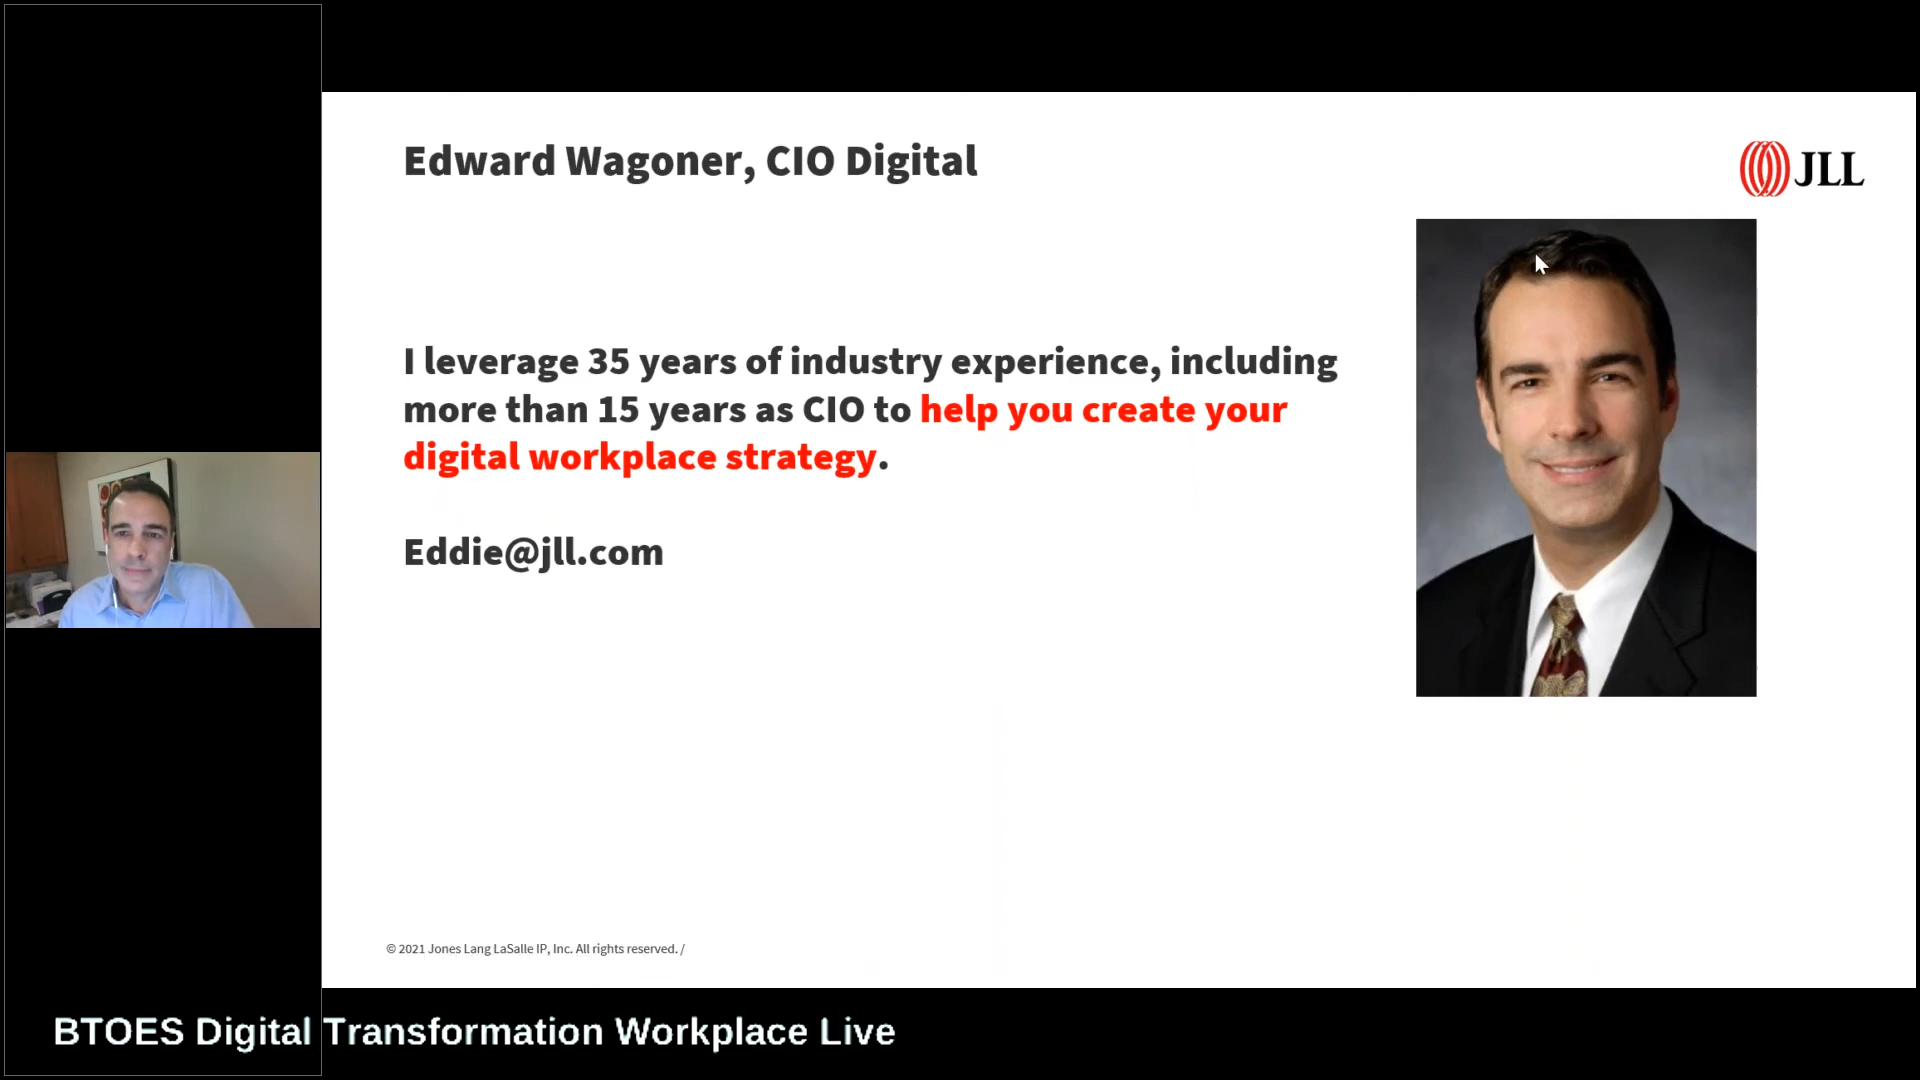 Edward Wagoner, CIO Digital
JLL
I leverage 35 years of industry experience, including
more than 15 years as CIO to help you create your
digital workplace strategy.
Eddie@jll.com
© 2021 Jones Lang LaSalle IP, Inc. All rights reserved. /
BTOES Digital Transformation Workplace Live